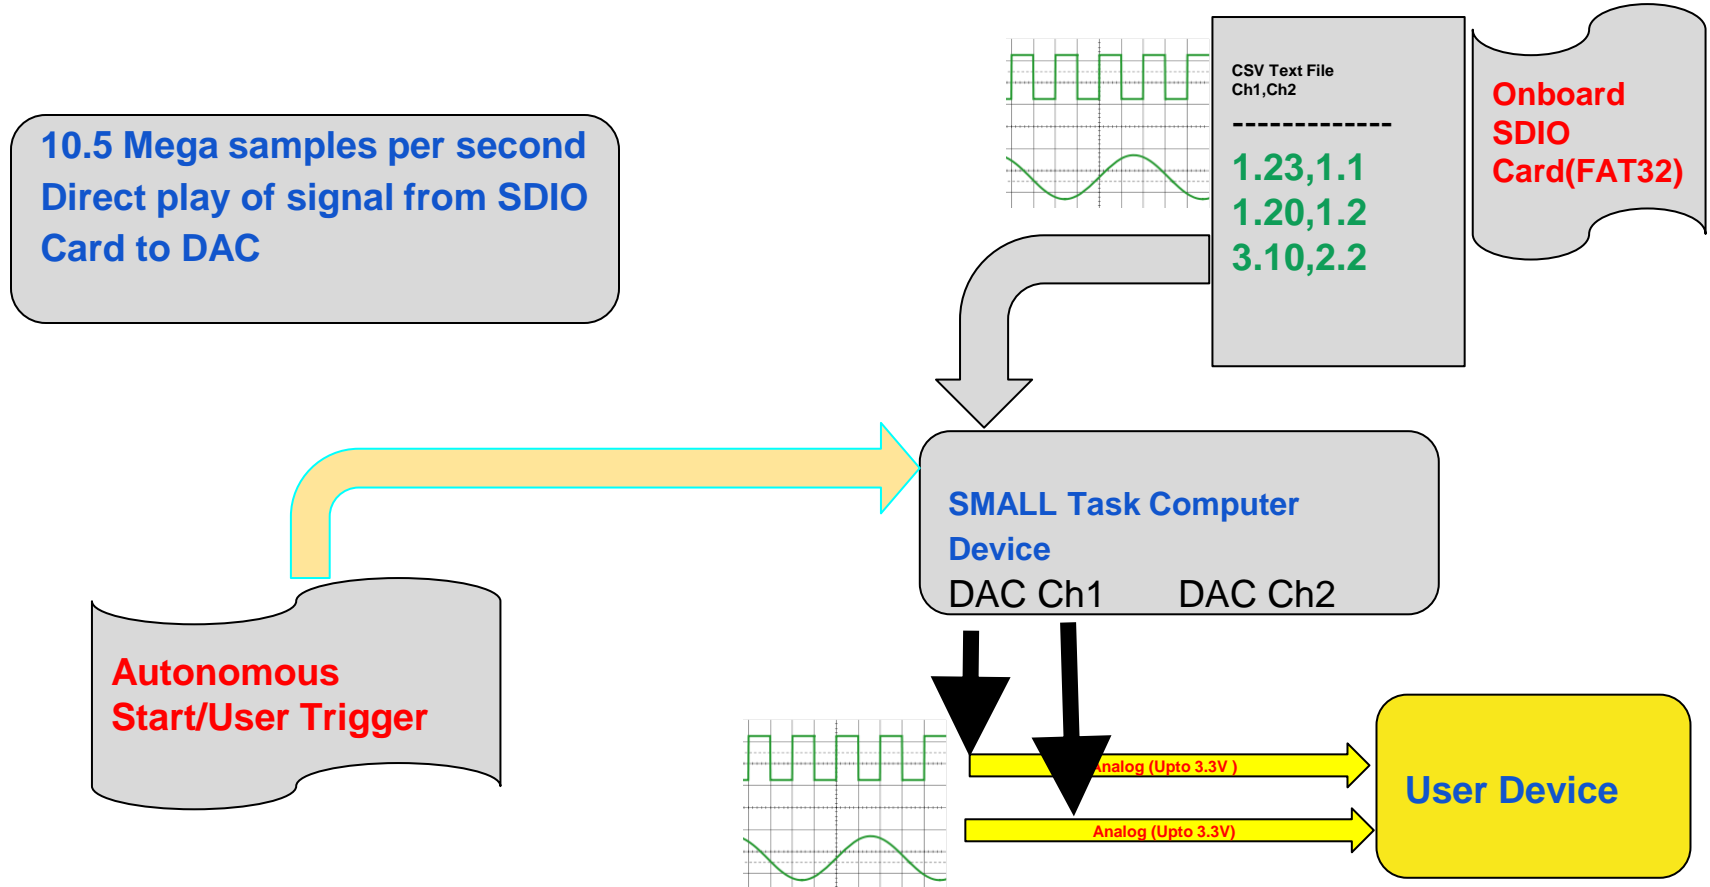 10.5 Mega samples per second
Direct play of signal from SDIO
Card to DAC
CSV Text File
Ch1,Ch2
-------------
1.23,1.1
1.20,1.2
3.10,2.2
Onboard
SDIO
Card(FAT32)
SMALL Task Computer
Device
DAC Ch1 DAC Ch2
Autonomous
Start/User Trigger
Analog (Upto 3.3V )
Analog (Upto 3.3V)
User Device